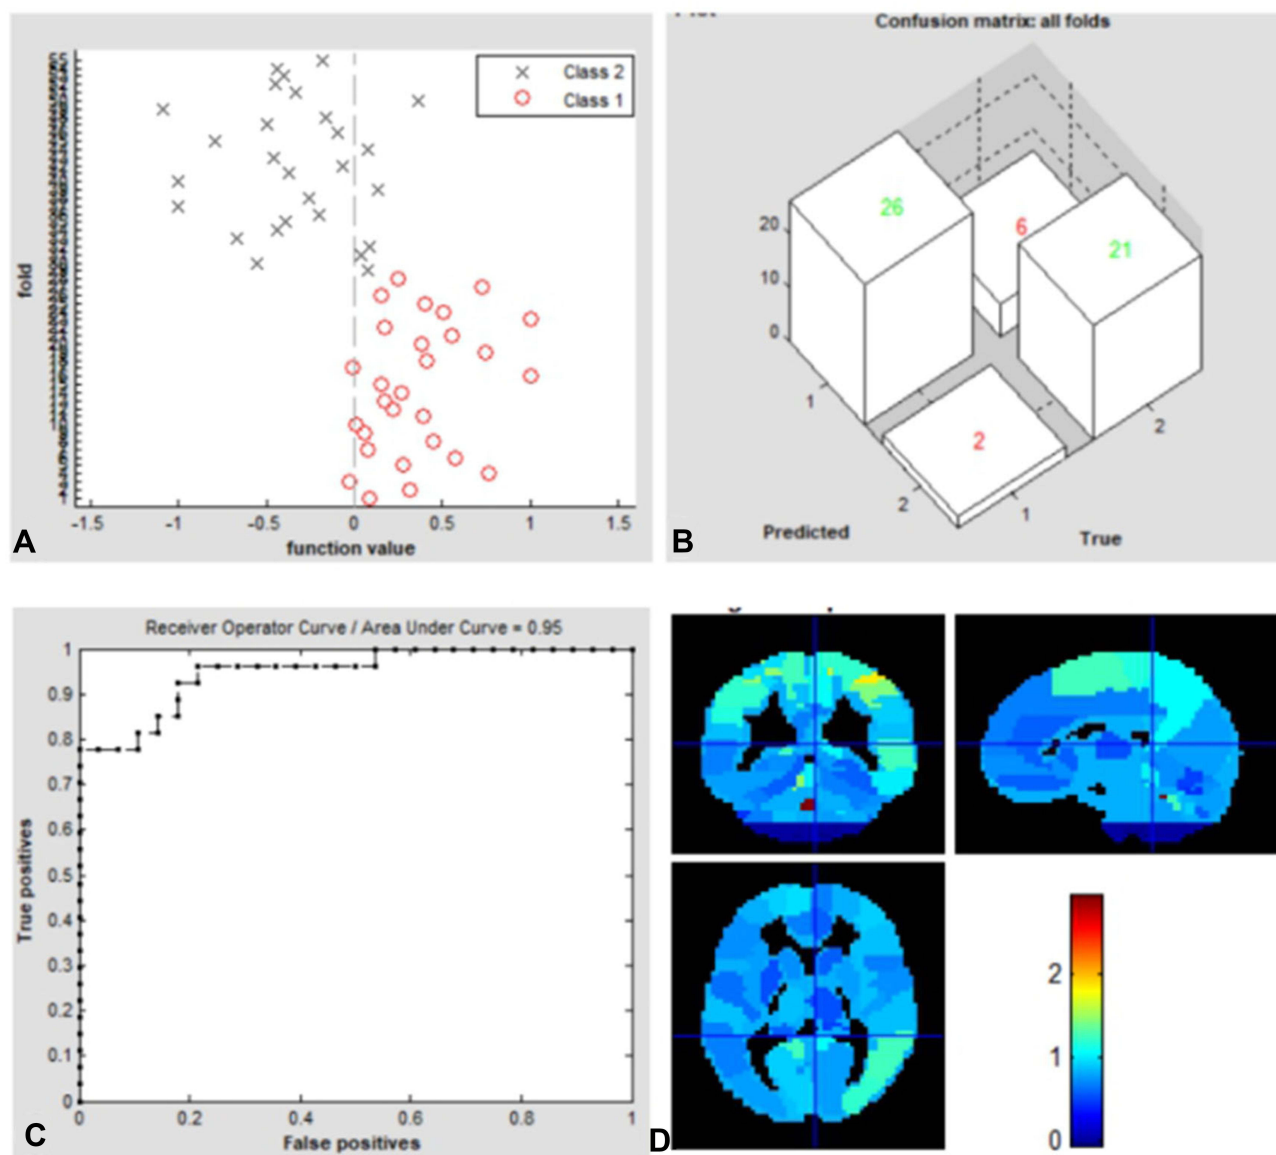 Class 2
Class 1
fold
-1.5 -1 -0.5 0 0.5 1 1.5
function value
A
Plot
Confusion matrix: all folds
26
6
21
2
20
10
0
1
2
1
2
Predicted
True
B
Receiver Operator Curve / Area Under Curve = 0.95
1
0.9
0.8
0.7
0.6
0.5
0.4
0.3
0.2
0.1
0
True positives
0 0.2 0.4 0.6 0.8 1
False positives
C
2
1
0
D